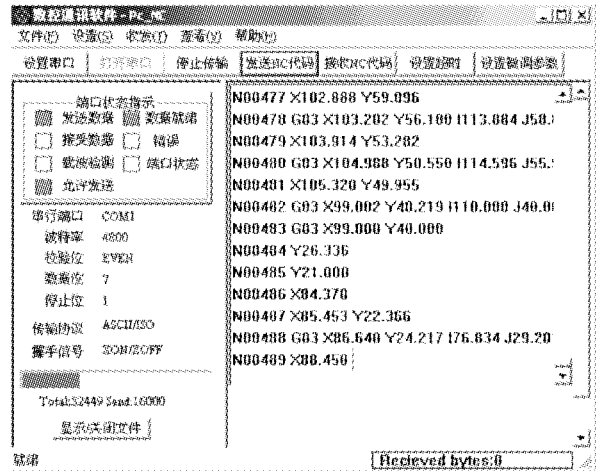 数控通讯软件 - PC_NC
文件(F) 设置(S) 收发(T) 查看(V) 帮助(H)
设置串口 打开串口 停止传输 发送NC代码 接收NC代码 设置超时 设置微调参数
端口状态指示
发送数据 数据就绪
接受数据 错误
载波检测 端口状态
允许发送
串行端口 COM1
波特率 4800
校验位 EVEN
数据位 7
停止位 1
传输协议 ASCII/ISO
握手信号 XON/XOFF
Total:32449 Send:16000
显示/关闭文件
N00477 X102.888 Y59.096
N00478 G03 X103.202 Y56.180 I113.084 J58.
N00479 X103.914 Y53.282
N00480 G03 X104.988 Y50.550 I114.596 J55.
N00481 X105.320 Y49.955
N00482 G03 X99.002 Y40.219 I110.000 J40.0
N00483 G03 X99.000 Y40.000
N00484 Y26.336
N00485 Y21.000
N00486 X84.370
N00487 X85.453 Y22.366
N00488 G03 X86.640 Y24.217 I76.834 J29.20
N00489 X88.450
就绪
Recieved bytes:0